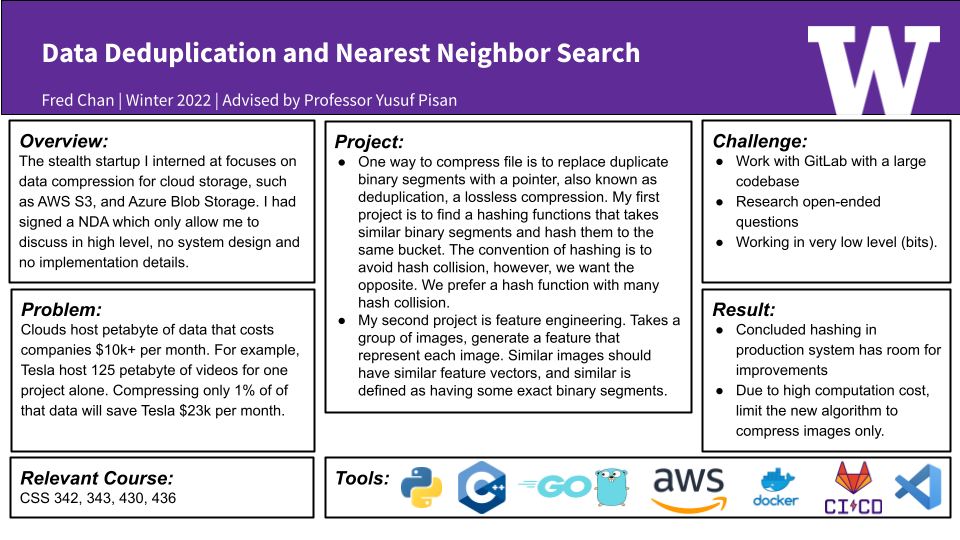 Data Deduplication and Nearest Neighbor Search
Fred Chan | Winter 2022 | Advised by Professor Yusuf Pisan
W
Overview:
The stealth startup I interned at focuses on
data compression for cloud storage, such
as AWS S3, and Azure Blob Storage. I had
signed a NDA which only allow me to
discuss in high level, no system design and
no implementation details.
Problem:
Clouds host petabyte of data that costs
companies $10k+ per month. For example,
Tesla host 125 petabyte of videos for one
project alone. Compressing only 1% of of
that data will save Tesla $23k per month.
Relevant Course:
CSS 342, 343, 430, 436
Project:
● One way to compress file is to replace duplicate
binary segments with a pointer, also known as
deduplication, a lossless compression. My first
project is to find a hashing functions that takes
similar binary segments and hash them to the
same bucket. The convention of hashing is to
avoid hash collision, however, we want the
opposite. We prefer a hash function with many
hash collision.
● My second project is feature engineering. Takes a
group of images, generate a feature that
represent each image. Similar images should
have similar feature vectors, and similar is
defined as having some exact binary segments.
Challenge:
● Work with GitLab with a large
codebase
● Research open-ended
questions
● Working in very low level (bits).
Result:
● Concluded hashing in
production system has room for
improvements
● Due to high computation cost,
limit the new algorithm to
compress images only.
Tools:
C++
GO
aws
docker
CI CD